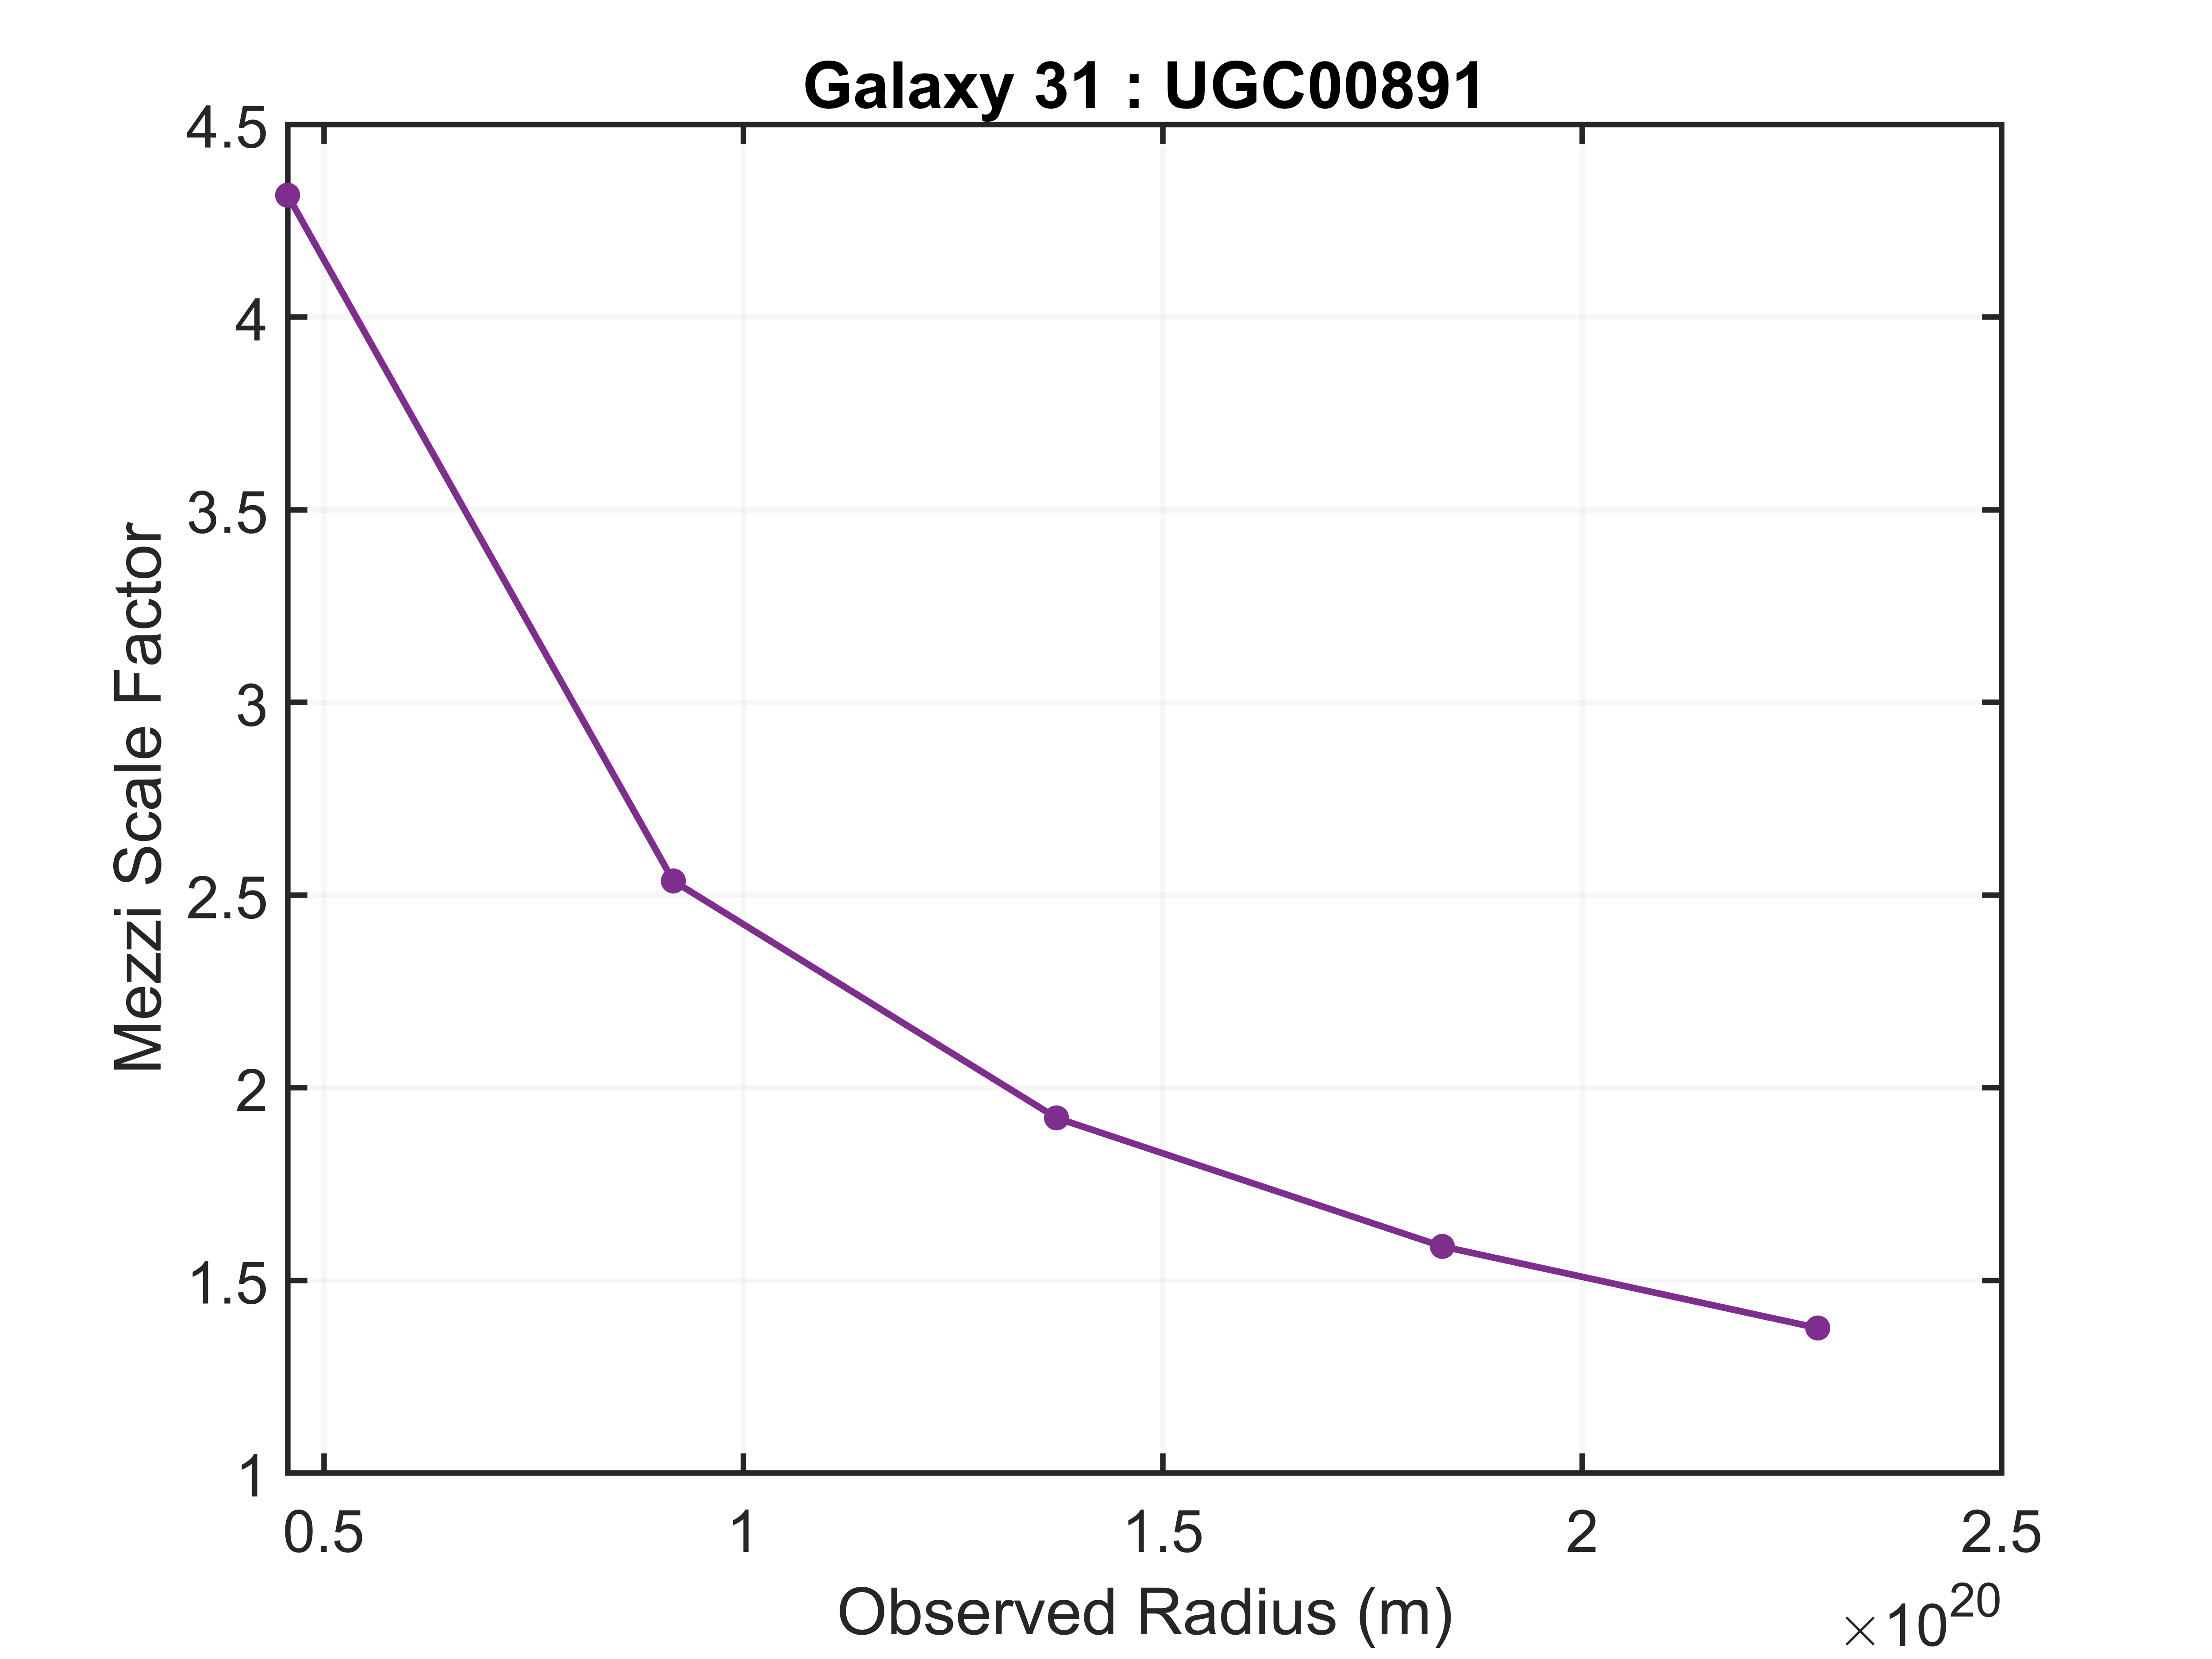 Galaxy 31 : UGC00891
4.5
4
3.5
3
2.5
2
1.5
1
Mezzi Scale Factor
0.5 1 1.5 2 2.5
Observed Radius (m)
×10^20